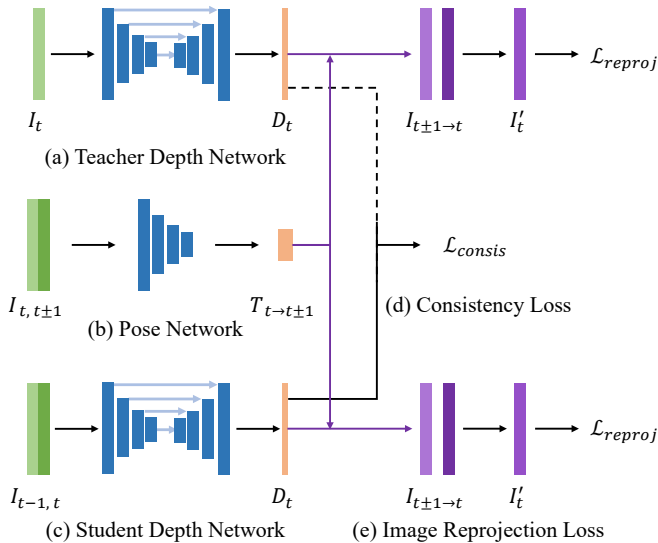 I_t D_t I_{t±1→t} I′_t ℒ_{reproj}
(a) Teacher Depth Network
ℒ_{consis}
I_{t, t±1} T_{t→t±1} (d) Consistency Loss
(b) Pose Network
ℒ_{reproj}
I_{t−1, t} D_t I_{t±1→t} I′_t
(c) Student Depth Network (e) Image Reprojection Loss